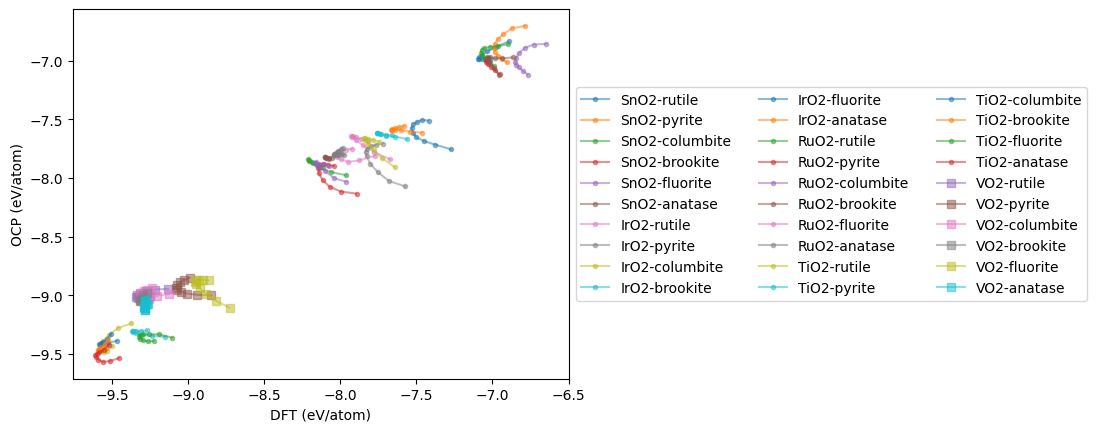 −7.0
−7.5
−8.0
−8.5
−9.0
−9.5
OCP (eV/atom)
−9.5 −9.0 −8.5 −8.0 −7.5 −7.0 −6.5
DFT (eV/atom)
SnO2-rutile
SnO2-pyrite
SnO2-columbite
SnO2-brookite
SnO2-fluorite
SnO2-anatase
IrO2-rutile
IrO2-pyrite
IrO2-columbite
IrO2-brookite
IrO2-fluorite
IrO2-anatase
RuO2-rutile
RuO2-pyrite
RuO2-columbite
RuO2-brookite
RuO2-fluorite
RuO2-anatase
TiO2-rutile
TiO2-pyrite
TiO2-columbite
TiO2-brookite
TiO2-fluorite
TiO2-anatase
VO2-rutile
VO2-pyrite
VO2-columbite
VO2-brookite
VO2-fluorite
VO2-anatase